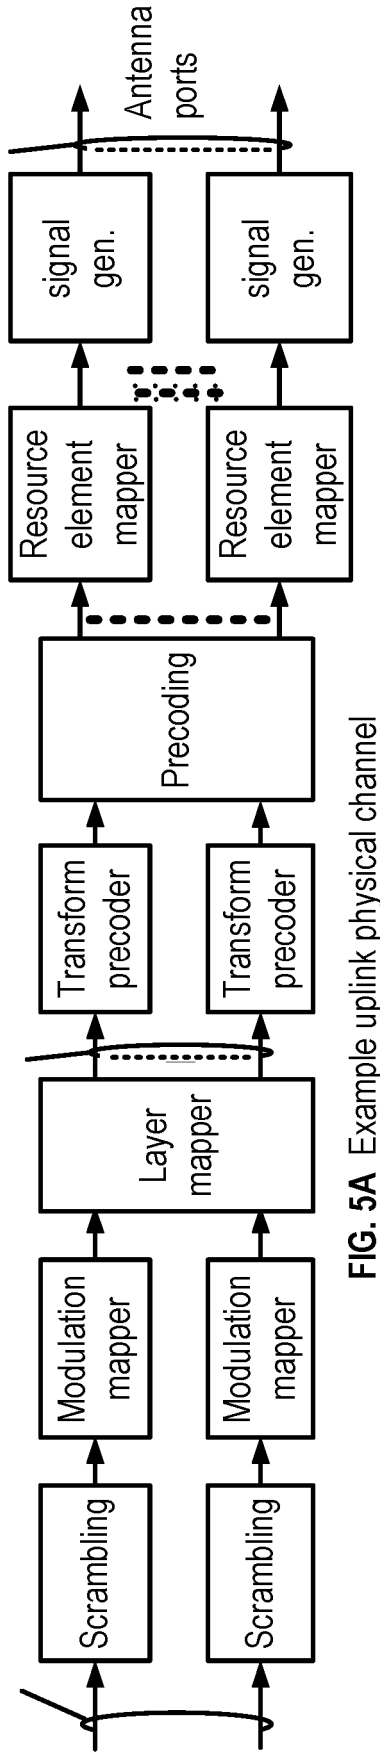 Scrambling
Scrambling
Modulation
mapper
Modulation
mapper
Layer
mapper
Transform
precoder
Transform
precoder
Precoding
Resource
element
mapper
Resource
element
mapper
signal
gen.
signal
gen.
Antenna
ports
FIG. 5A Example uplink physical channel